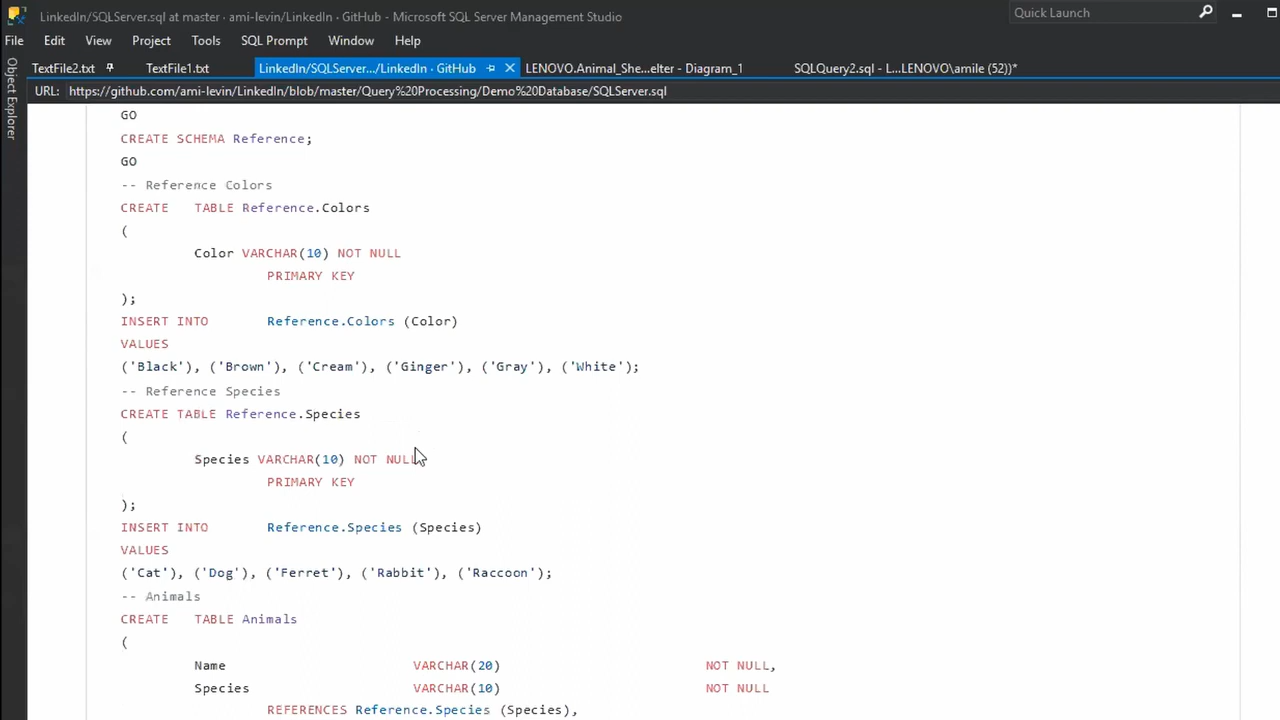 LinkedIn/SQLServer.sql at master · ami-levin/LinkedIn · GitHub - Microsoft SQL Server Management Studio
Quick Launch
File Edit View Project Tools SQL Prompt Window Help
TextFile2.txt TextFile1.txt LinkedIn/SQLServer.../LinkedIn · GitHub LENOVO.Animal_She...elter - Diagram_1 SQLQuery2.sql - L...LENOVO\amile (52))*
URL: https://github.com/ami-levin/LinkedIn/blob/master/Query%20Processing/Demo%20Database/SQLServer.sql
Object Explorer
GO
CREATE SCHEMA Reference;
GO
-- Reference Colors
CREATE TABLE Reference.Colors
(
Color VARCHAR(10) NOT NULL
PRIMARY KEY
);
INSERT INTO Reference.Colors (Color)
VALUES
('Black'), ('Brown'), ('Cream'), ('Ginger'), ('Gray'), ('White');
-- Reference Species
CREATE TABLE Reference.Species
(
Species VARCHAR(10) NOT NULL
PRIMARY KEY
);
INSERT INTO Reference.Species (Species)
VALUES
('Cat'), ('Dog'), ('Ferret'), ('Rabbit'), ('Raccoon');
-- Animals
CREATE TABLE Animals
(
Name VARCHAR(20) NOT NULL,
Species VARCHAR(10) NOT NULL
REFERENCES Reference.Species (Species),